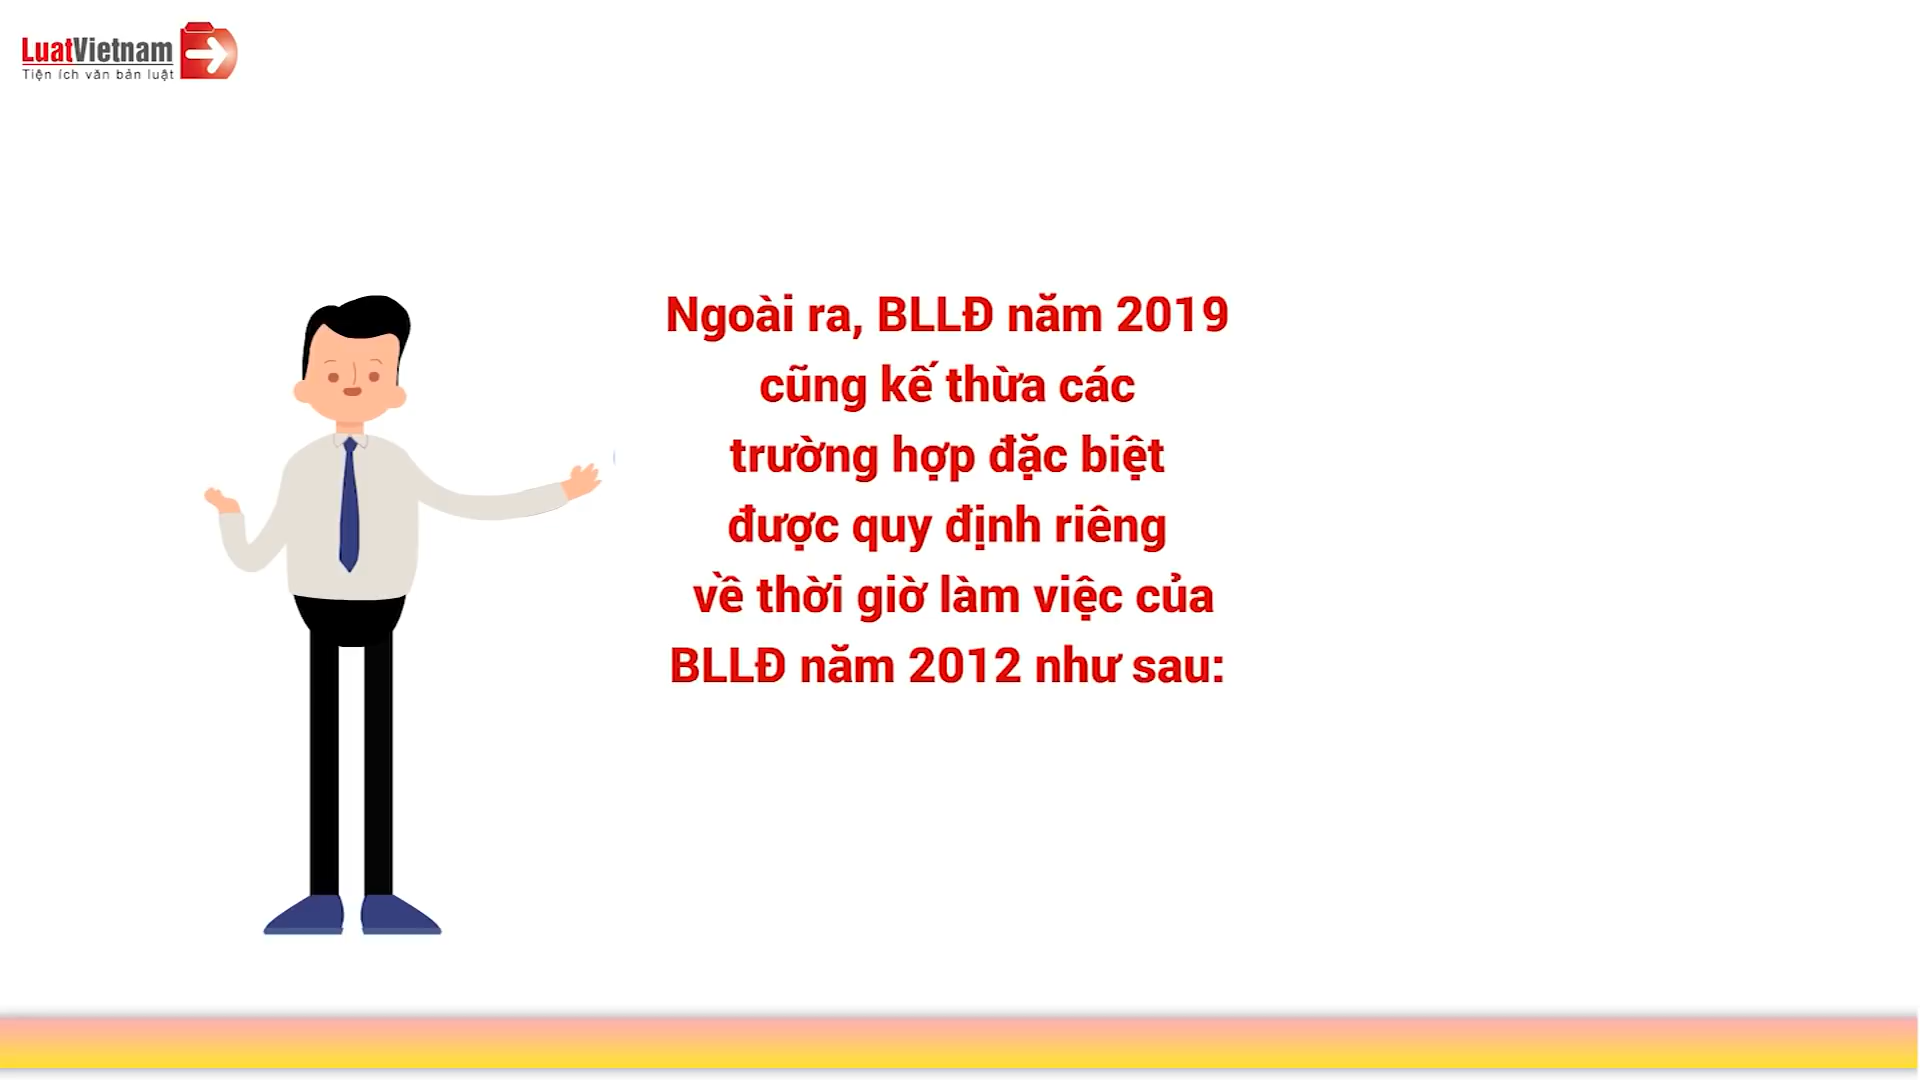 LuatVietnam
Tiện ích văn bản luật
Ngoài ra, BLLĐ năm 2019
cũng kế thừa các
trường hợp đặc biệt
được quy định riêng
về thời giờ làm việc của
BLLĐ năm 2012 như sau: